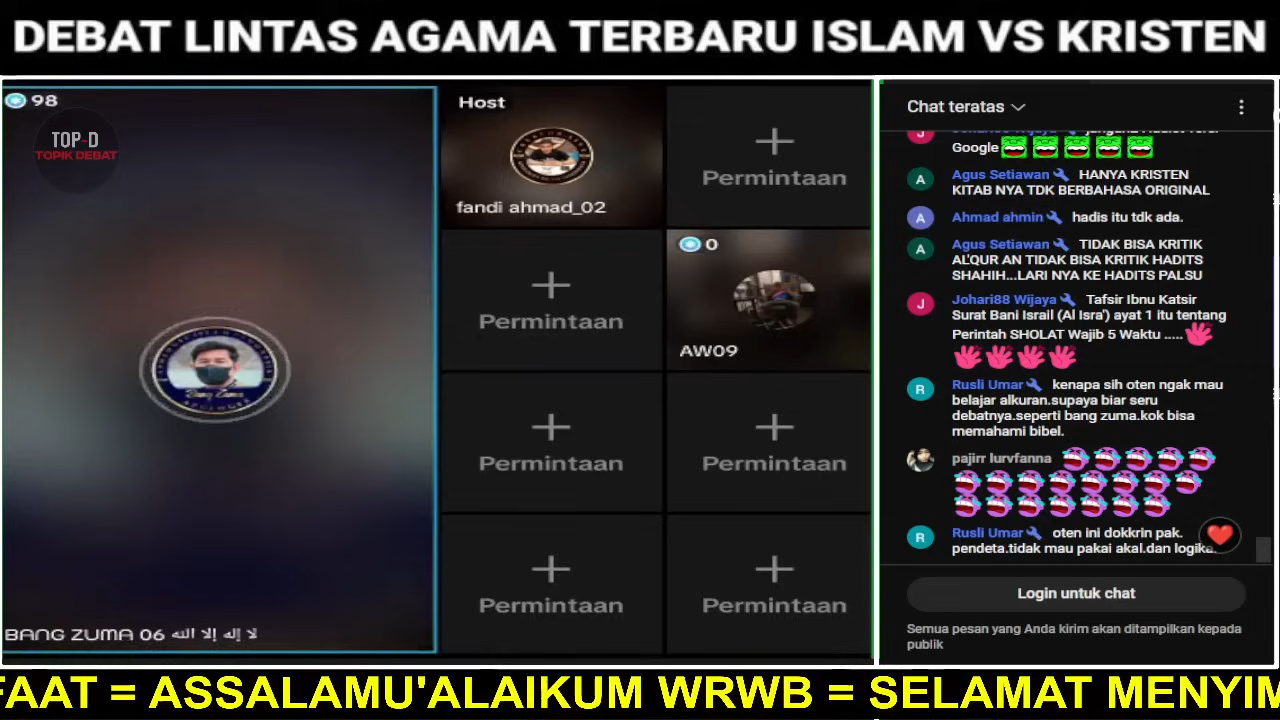 DEBAT LINTAS AGAMA TERBARU ISLAM VS KRISTEN
98
TOP-D
TOPIK DEBAT
BANG ZUMA 06 لا إله إلا الله
Host
fandi ahmad_02
Permintaan
Permintaan
0
AW09
Permintaan
Permintaan
Permintaan
Permintaan
Bang Zuma
Chat teratas
Johari88 Wijaya
Google
Agus Setiawan HANYA KRISTEN
KITAB NYA TDK BERBAHASA ORIGINAL
Ahmad ahmin hadis itu tdk ada.
Agus Setiawan TIDAK BISA KRITIK
AL'QUR AN TIDAK BISA KRITIK HADITS
SHAHIH...LARI NYA KE HADITS PALSU
Johari88 Wijaya Tafsir Ibnu Katsir
Surat Bani Israil (Al Isra') ayat 1 itu tentang
Perintah SHOLAT Wajib 5 Waktu .....
Rusli Umar kenapa sih oten ngak mau
belajar alkuran.supaya biar seru
debatnya.seperti bang zuma.kok bisa
memahami bibel.
pajirr lurvfanna
Rusli Umar oten ini dokkrin pak.
pendeta.tidak mau pakai akal.dan logika.
Login untuk chat
Semua pesan yang Anda kirim akan ditampilkan kepada
publik
FAAT = ASSALAMU'ALAIKUM WRWB = SELAMAT MENYIM